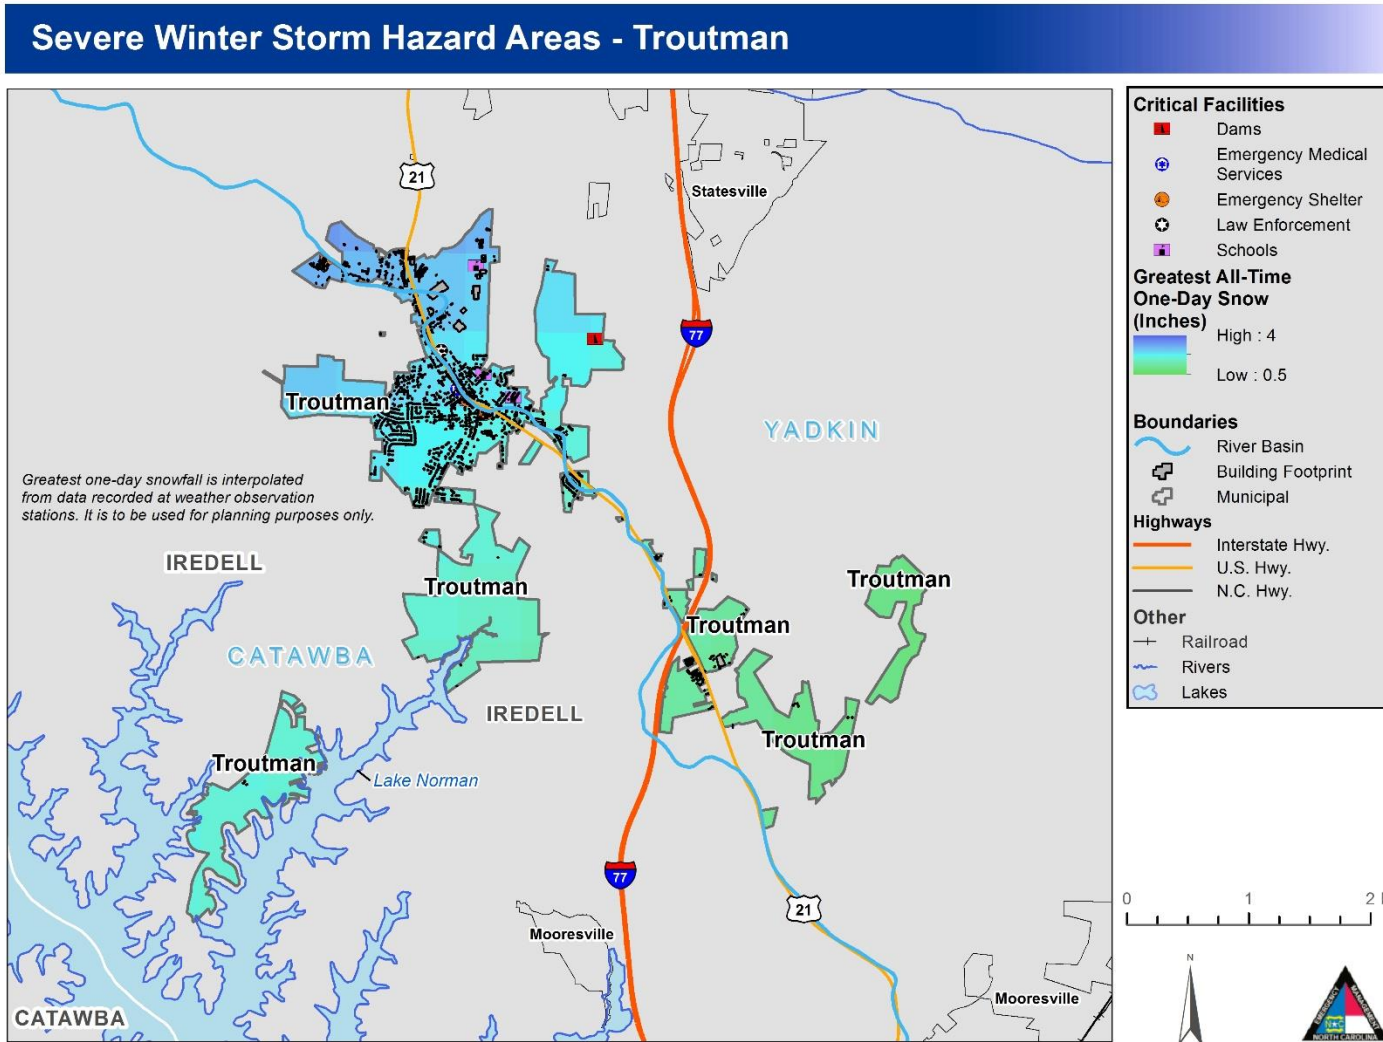 Severe Winter Storm Hazard Areas - Troutman
21
Statesville
77
Troutman
YADKIN
Greatest one-day snowfall is interpolated
from data recorded at weather observation
stations. It is to be used for planning purposes only.
IREDELL
Troutman
Troutman
Troutman
CATAWBA
IREDELL
Troutman
Troutman
Lake Norman
77
21
Mooresville
Mooresville
CATAWBA
Critical Facilities
Dams
Emergency Medical
Services
Emergency Shelter
Law Enforcement
Schools
Greatest All-Time
One-Day Snow
(Inches)
High : 4
Low : 0.5
Boundaries
River Basin
Building Footprint
Municipal
Highways
Interstate Hwy.
U.S. Hwy.
N.C. Hwy.
Other
Railroad
Rivers
Lakes
0 1 2
N
EMERGENCY
MANAGEMENT
NORTH CAROLINA